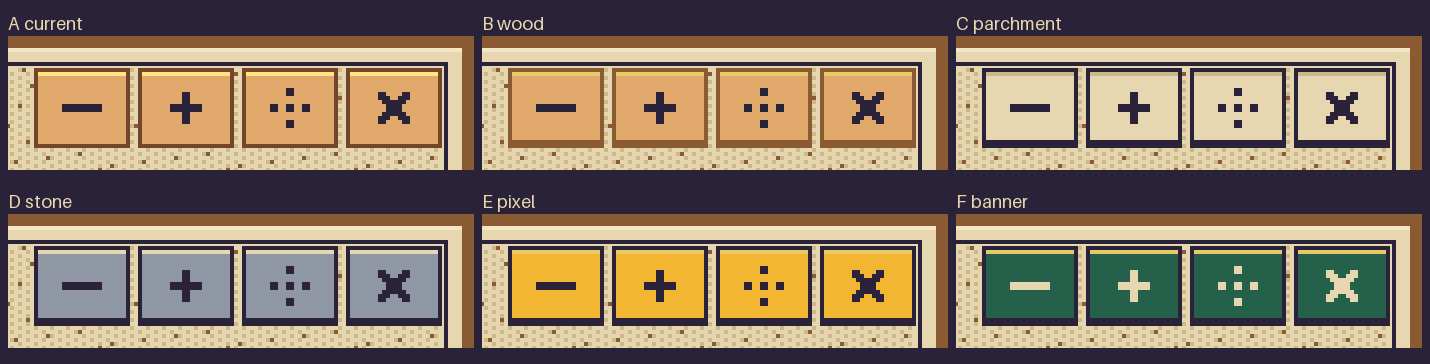 A current
B wood
C parchment
D stone
E pixel
F banner